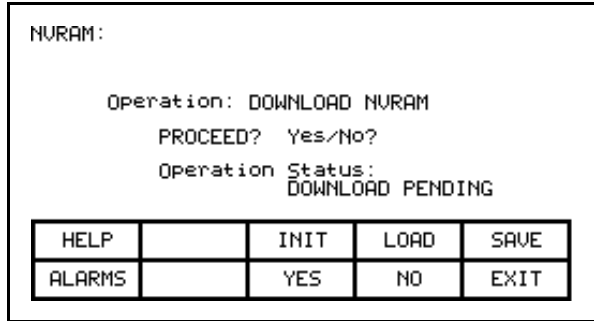 NVRAM:
Operation: DOWNLOAD NVRAM
PROCEED? Yes/No?
Operation Status:
DOWNLOAD PENDING
HELP INIT LOAD SAVE
ALARMS YES NO EXIT